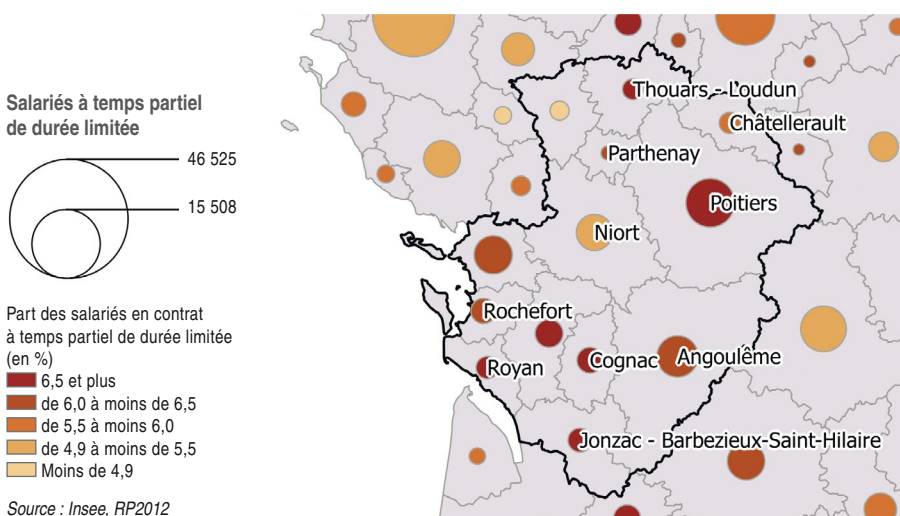 Salariés à temps partiel
de durée limitée
46 525
15 508
Part des salariés en contrat
à temps partiel de durée limitée
(en %)
6,5 et plus
de 6,0 à moins de 6,5
de 5,5 à moins 6,0
de 4,9 à moins de 5,5
Moins de 4,9
Source : Insee, RP2012
Thouars - Loudun
Châtellerault
Parthenay
Poitiers
Niort
Rochefort
Royan
Cognac
Angoulême
Jonzac - Barbezieux-Saint-Hilaire